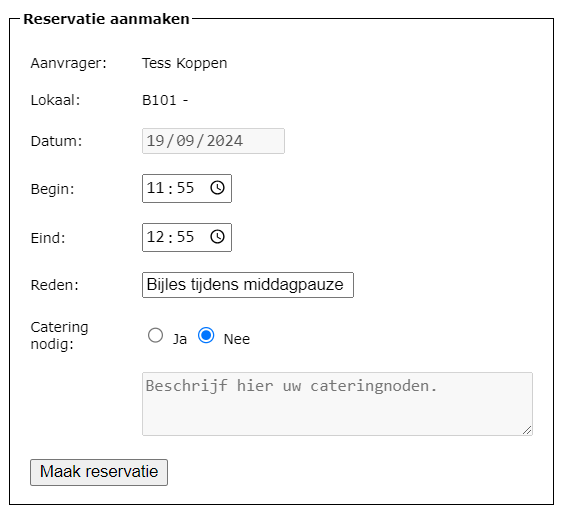 Reservatie aanmaken
Aanvrager: Tess Koppen
Lokaal: B101 -
Datum: 19/09/2024
Begin: 11:55
Eind: 12:55
Reden: Bijles tijdens middagpauze
Catering
nodig: Ja Nee
Beschrijf hier uw cateringnoden.
Maak reservatie